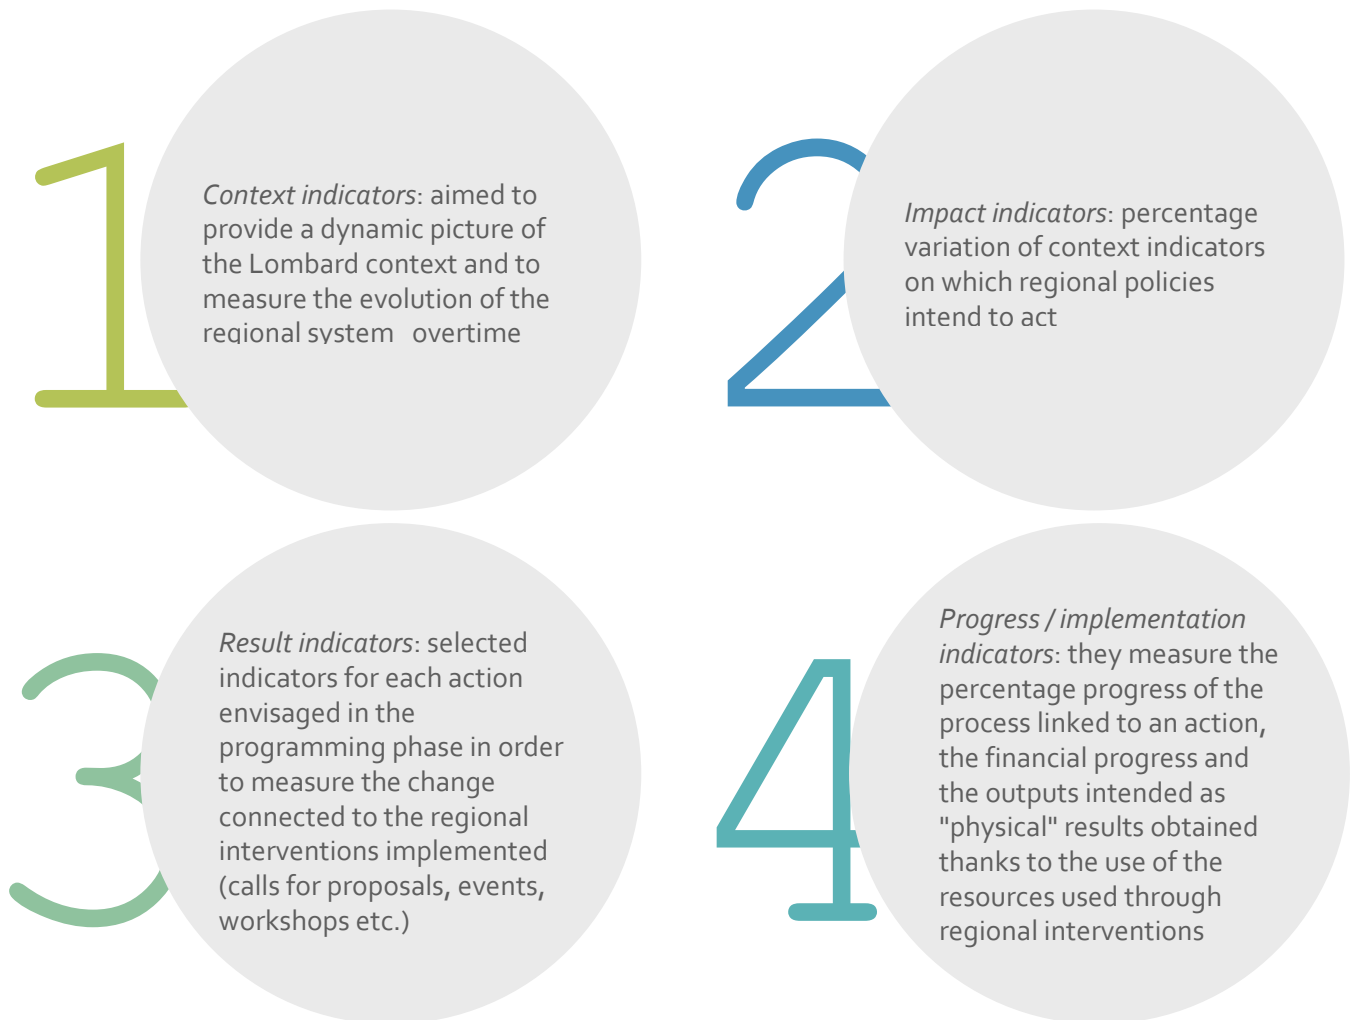 1
Context indicators: aimed to
provide a dynamic picture of
the Lombard context and to
measure the evolution of the
regional system overtime
2
Impact indicators: percentage
variation of context indicators
on which regional policies
intend to act
3
Result indicators: selected
indicators for each action
envisaged in the
programming phase in order
to measure the change
connected to the regional
interventions implemented
(calls for proposals, events,
workshops etc.)
4
Progress / implementation
indicators: they measure the
percentage progress of the
process linked to an action,
the financial progress and
the outputs intended as
"physical" results obtained
thanks to the use of the
resources used through
regional interventions